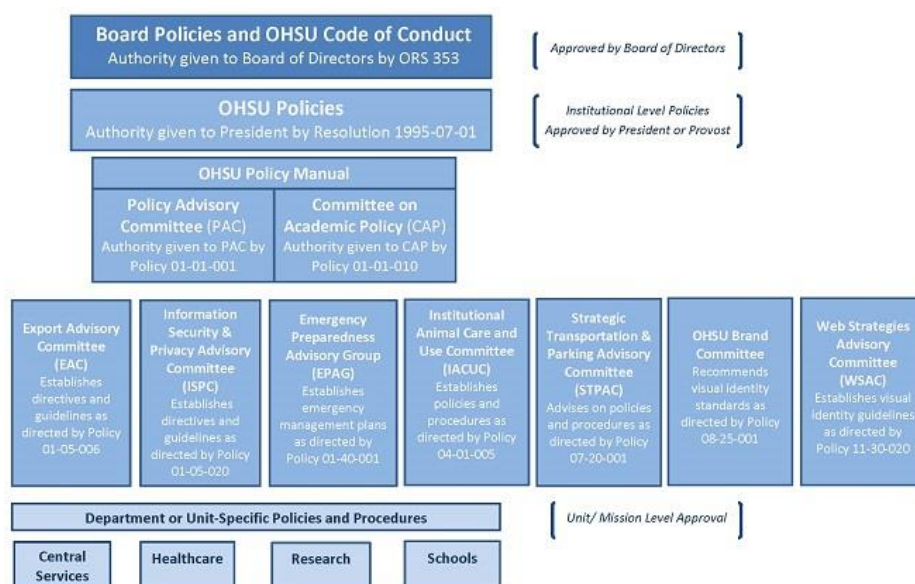 Board Policies and OHSU Code of Conduct
Authority given to Board of Directors by ORS 353
Approved by Board of Directors
OHSU Policies
Authority given to President by Resolution 1995-07-01
Institutional Level Policies
Approved by President or Provost
OHSU Policy Manual
Policy Advisory
Committee (PAC)
Authority given to PAC by
Policy 01-01-001
Committee on
Academic Policy (CAP)
Authority given to CAP by
Policy 01-01-010
Export Advisory
Committee
(EAC)
Establishes
directives and
guidelines as
directed by Policy
01-05-006
Information
Security &
Privacy Advisory
Committee
(ISPC)
Establishes
directives and
guidelines as
directed by Policy
01-05-020
Emergency
Preparedness
Advisory Group
(EPAG)
Establishes
emergency
management plans
as directed by
Policy 01-40-001
Institutional
Animal Care and
Use Committee
(IACUC)
Establishes
policies and
procedures as
directed by Policy
04-01-005
Strategic
Transportation &
Parking Advisory
Committee
(STPAC)
Advises on policies
and procedures as
directed by Policy
07-20-001
OHSU Brand
Committee
Recommends
visual identity
standards as
directed by Policy
08-25-001
Web Strategies
Advisory
Committee
(WSAC)
Establishes visual
identity guidelines
as directed by
Policy 11-30-020
Department or Unit-Specific Policies and Procedures
Unit/ Mission Level Approval
Central
Services
Healthcare
Research
Schools